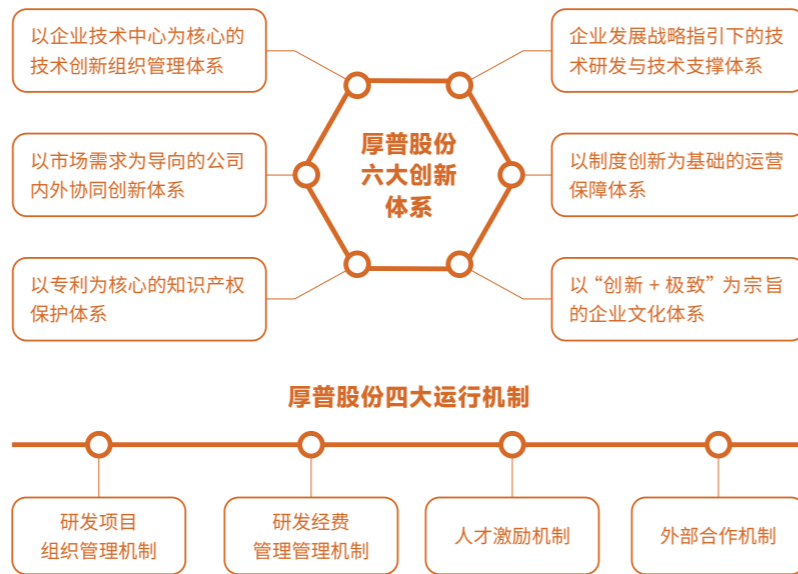 以企业技术中心为核心的
技术创新组织管理体系
企业发展战略指引下的技
术研发与技术支撑体系
厚普股份
六大创新
体系
以市场需求为导向的公司
内外协同创新体系
以制度创新为基础的运营
保障体系
以专利为核心的知识产权
保护体系
以“创新 + 极致”为宗旨
的企业文化体系
厚普股份四大运行机制
研发项目
组织管理机制
研发经费
管理管理机制
人才激励机制
外部合作机制